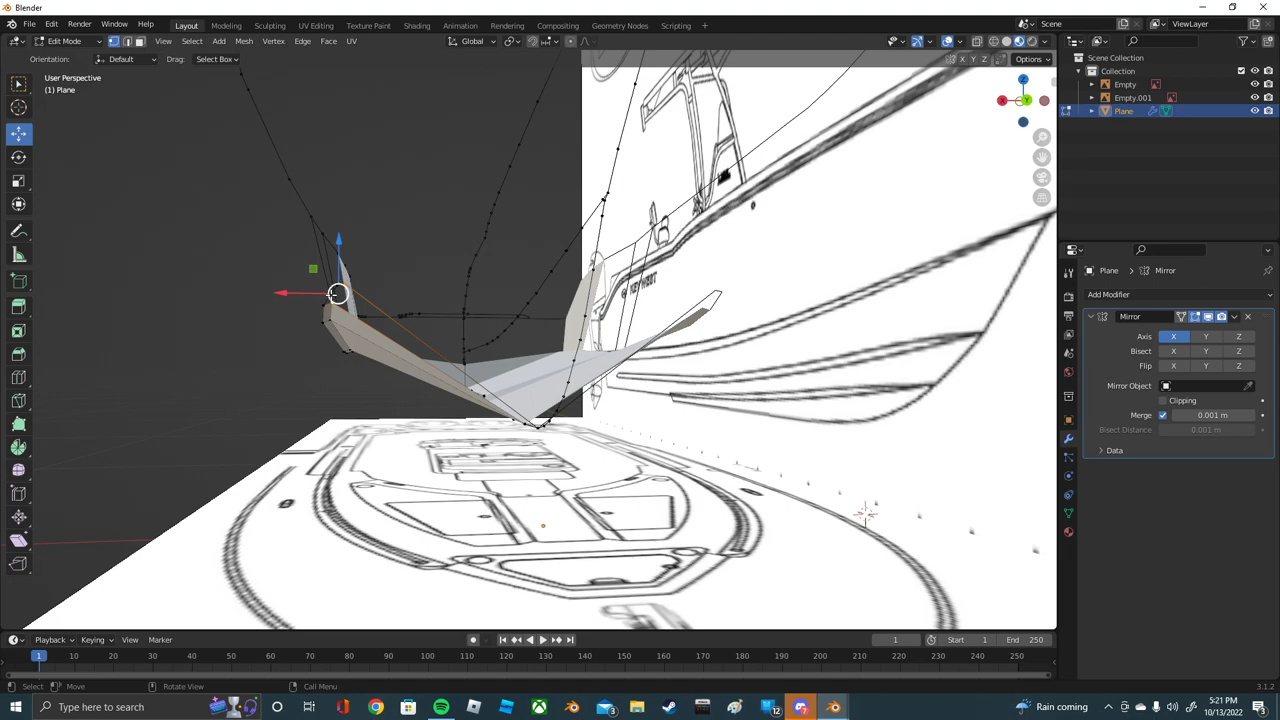 Blender
File Edit Render Window Help Layout Modeling Sculpting UV Editing Texture Paint Shading Animation Rendering Compositing Geometry Nodes Scripting + Scene ViewLayer
Edit Mode View Select Add Mesh Vertex Edge Face UV Global
Orientation: Default Drag: Select Box X Y Z Options
User Perspective
(1) Plane
Z
X Y
KEY WEST
Scene Collection
Collection
Empty
Empty.001
Plane
Plane Mirror
Add Modifier
Mirror
Axis X Y Z
Bisect X Y Z
Flip X Y Z
Mirror Object
Clipping
Merge 0.001 m
Bisect Distance 0.001 m
Data
Playback Keying View Marker 1 Start 1 End 250
1 10 20 30 40 50 60 70 80 90 100 110 120 130 140 150 160 170 180 190 200 210 220 230 240 250
Select Move Rotate View Call Menu 3.1.2
Type here to search 3 12 7 Rain coming 5:21 PM
10/13/2022